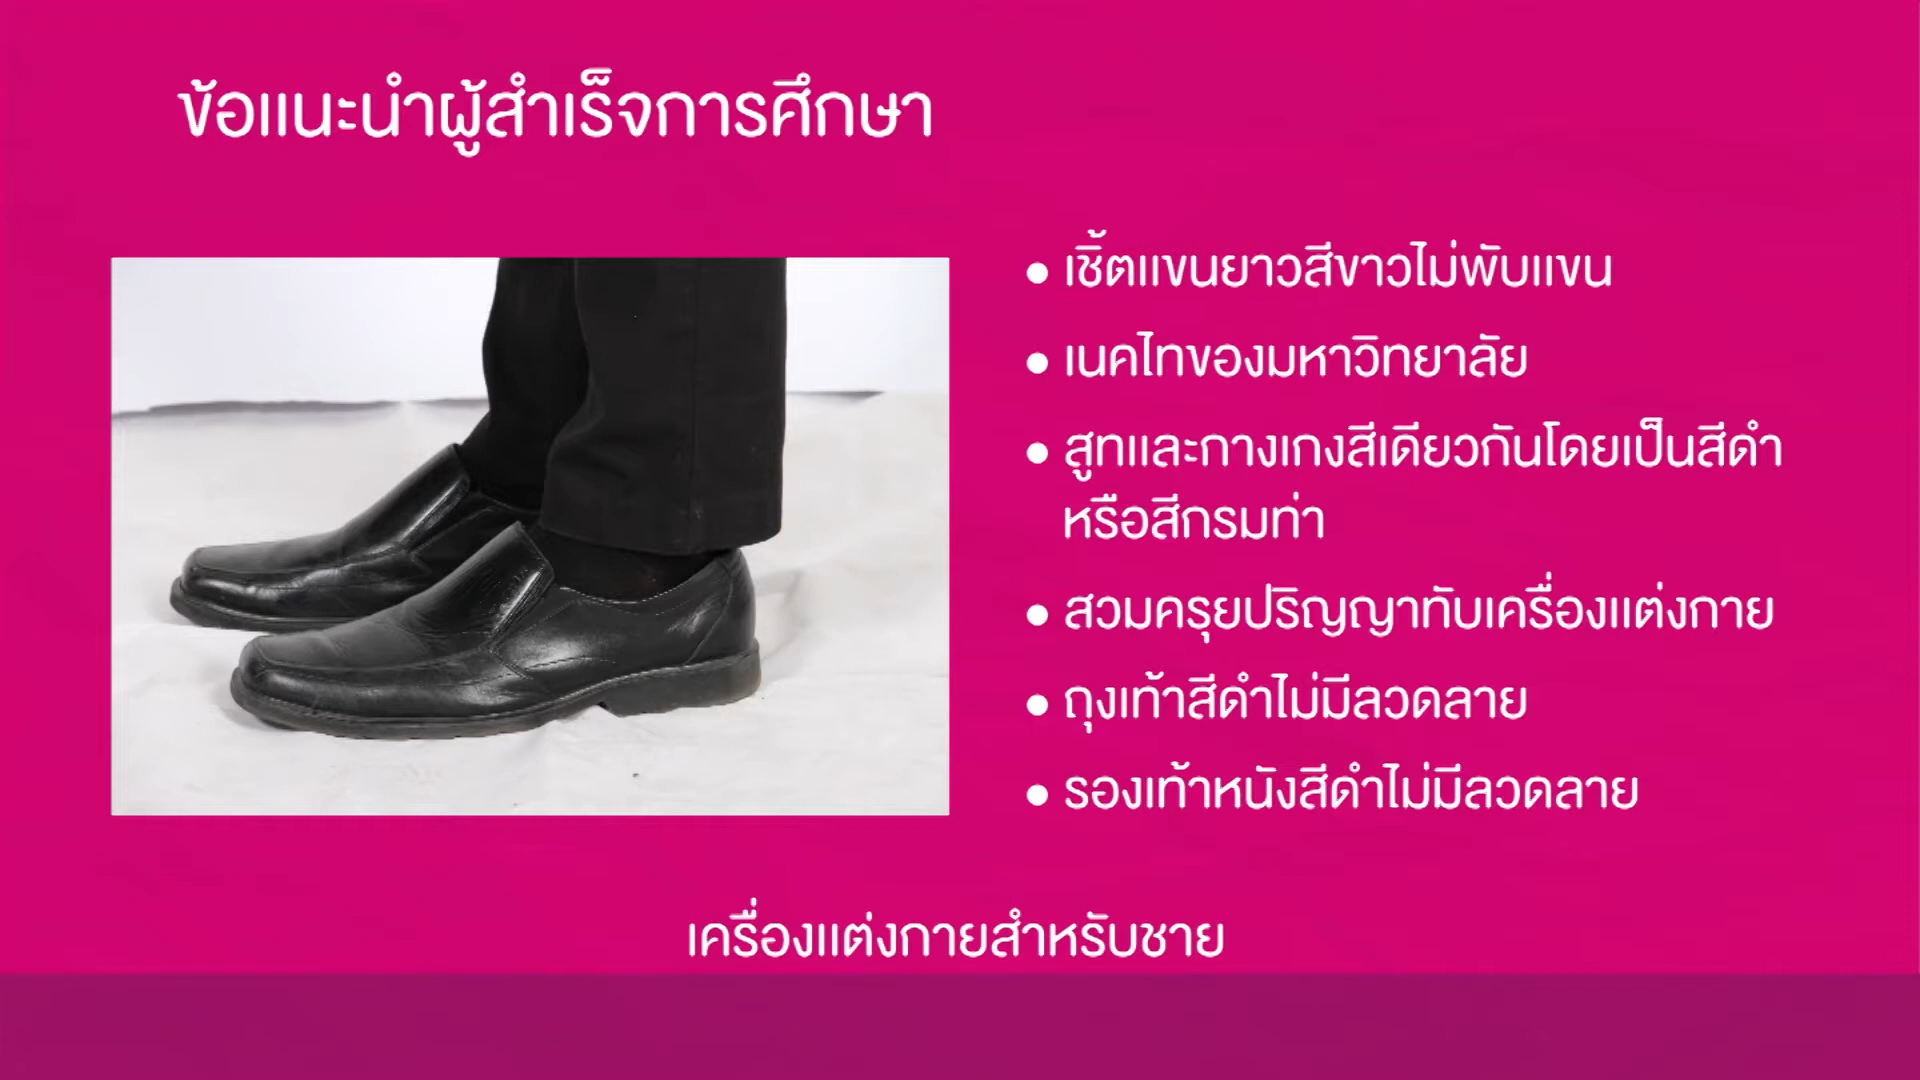 ข้อแนะนำผู้สำเร็จการศึกษา
• เชิ้ตแขนยาวสีขาวไม่พับแขน
• เนคไทของมหาวิทยาลัย
• สูทและกางเกงสีเดียวกันโดยเป็นสีดำ
หรือสีกรมท่า
• สวมครุยปริญญาทับเครื่องแต่งกาย
• ถุงเท้าสีดำไม่มีลวดลาย
• รองเท้าหนังสีดำไม่มีลวดลาย
เครื่องแต่งกายสำหรับชาย